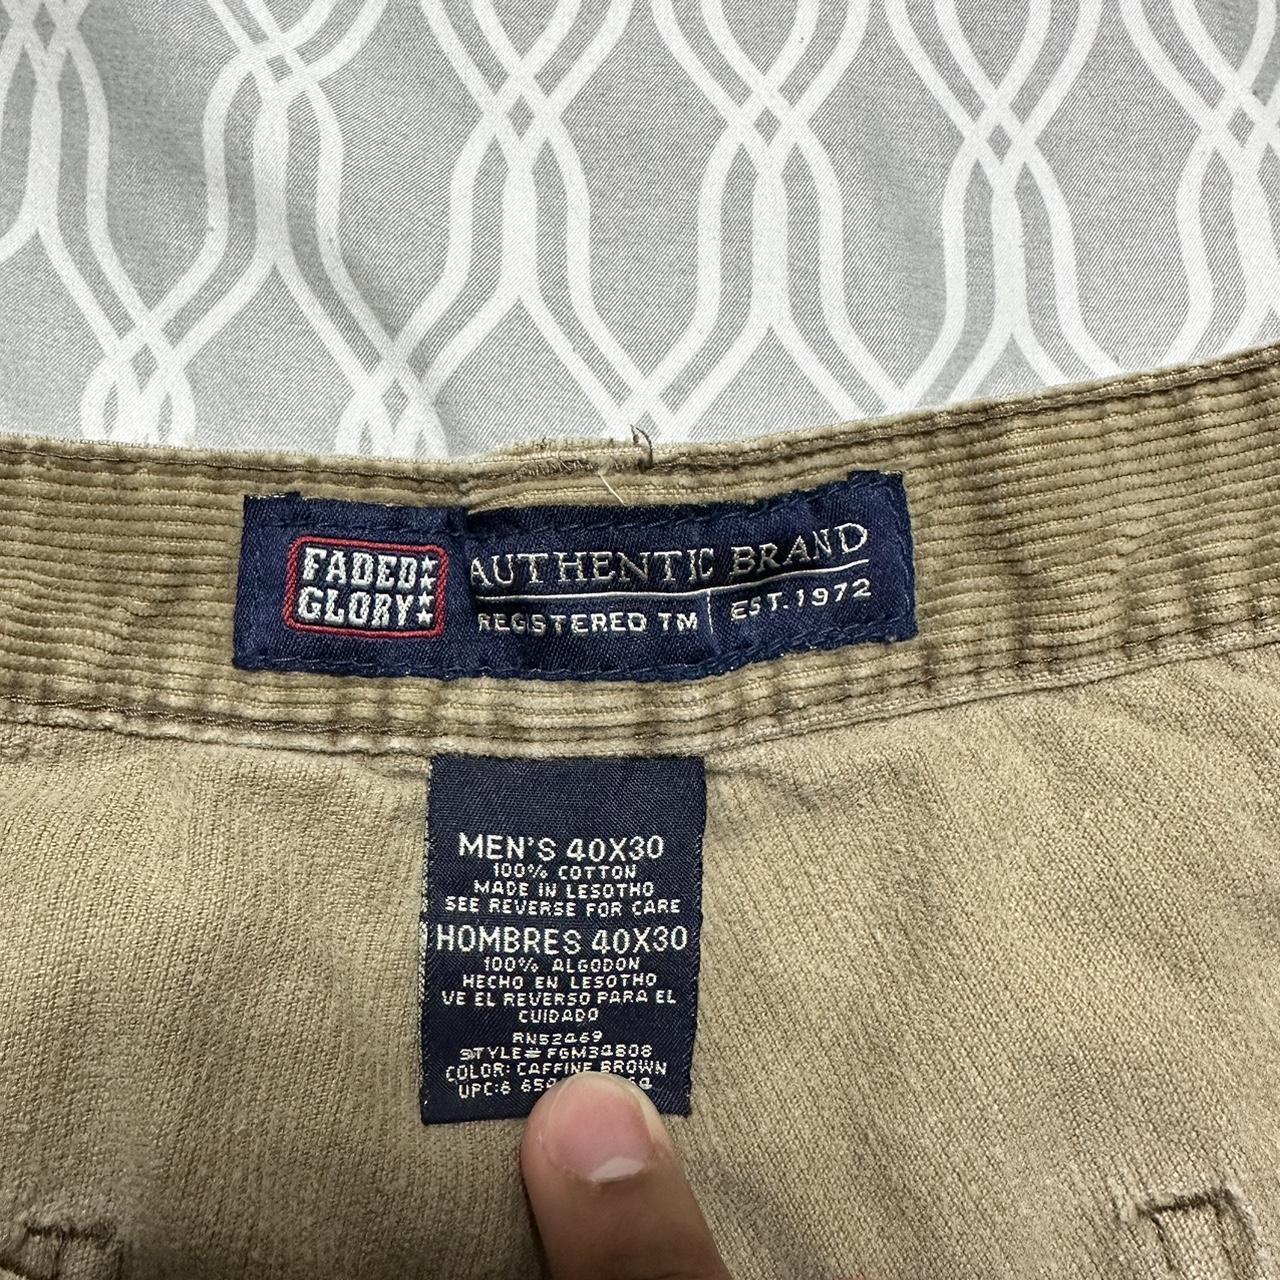 FADED
GLORY
AUTHENTIC BRAND
REGISTERED TM EST. 1972
MEN'S 40X30
100% COTTON
MADE IN LESOTHO
SEE REVERSE FOR CARE
HOMBRES 40X30
100% ALGODON
HECHO EN LESOTHO
VE EL REVERSO PARA EL
CUIDADO
RN52469
STYLE# FGM34808
COLOR: CAFFINE BROWN
UPC:6